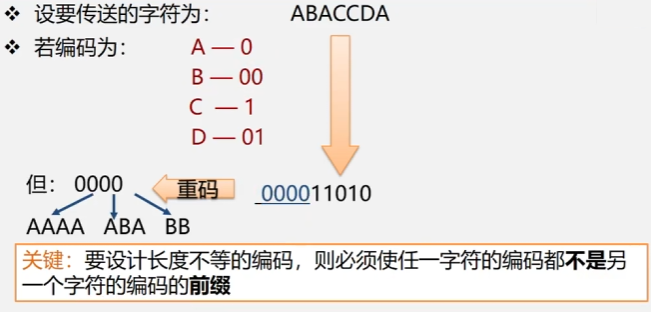 ❖ 设要传送的字符为： ABACCDA
❖ 若编码为： A — 0
B — 00
C — 1
D — 01
但： 0000 重码 000011010
AAAA ABA BB
关键：要设计长度不等的编码，则必须使任一字符的编码都不是另
一个字符的编码的前缀